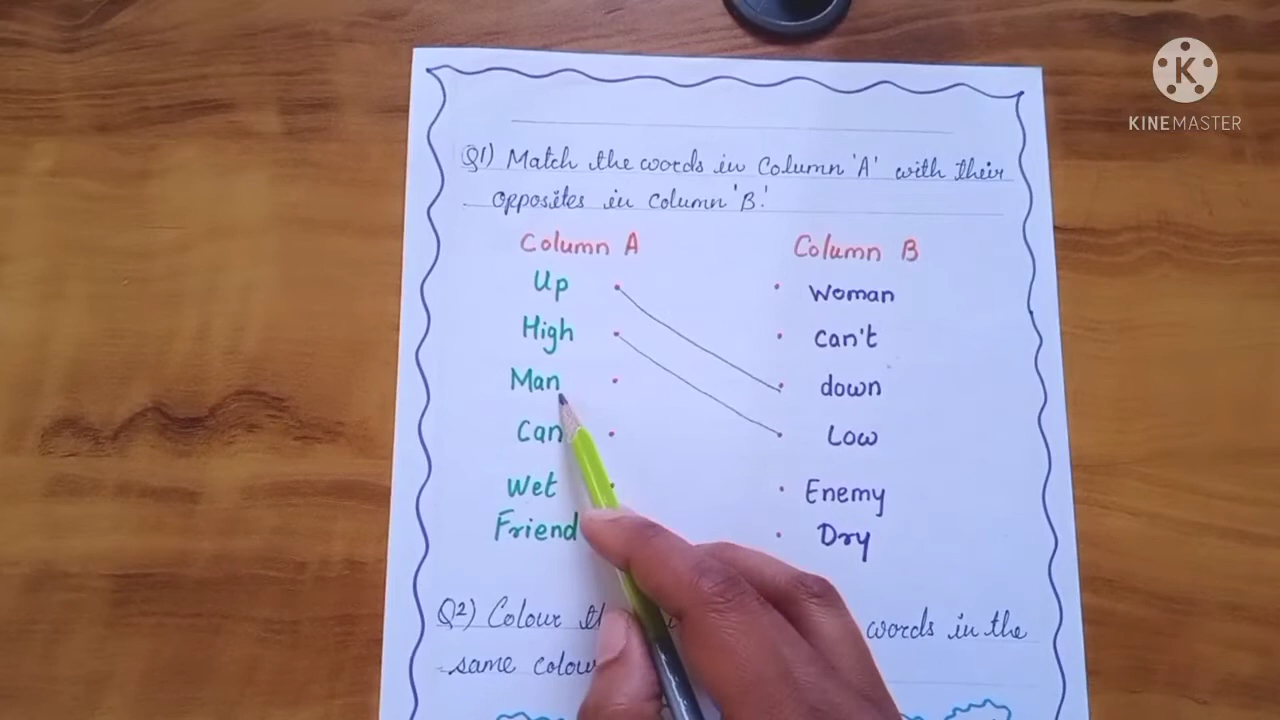 KINEMASTER
Q1) Match the words in Column 'A' with their
opposites in Column 'B'.
Column A Column B
Up Woman
High Can't
Man down
Can Low
Wet Enemy
Friend Dry
Q2) Colour words in the
same colour